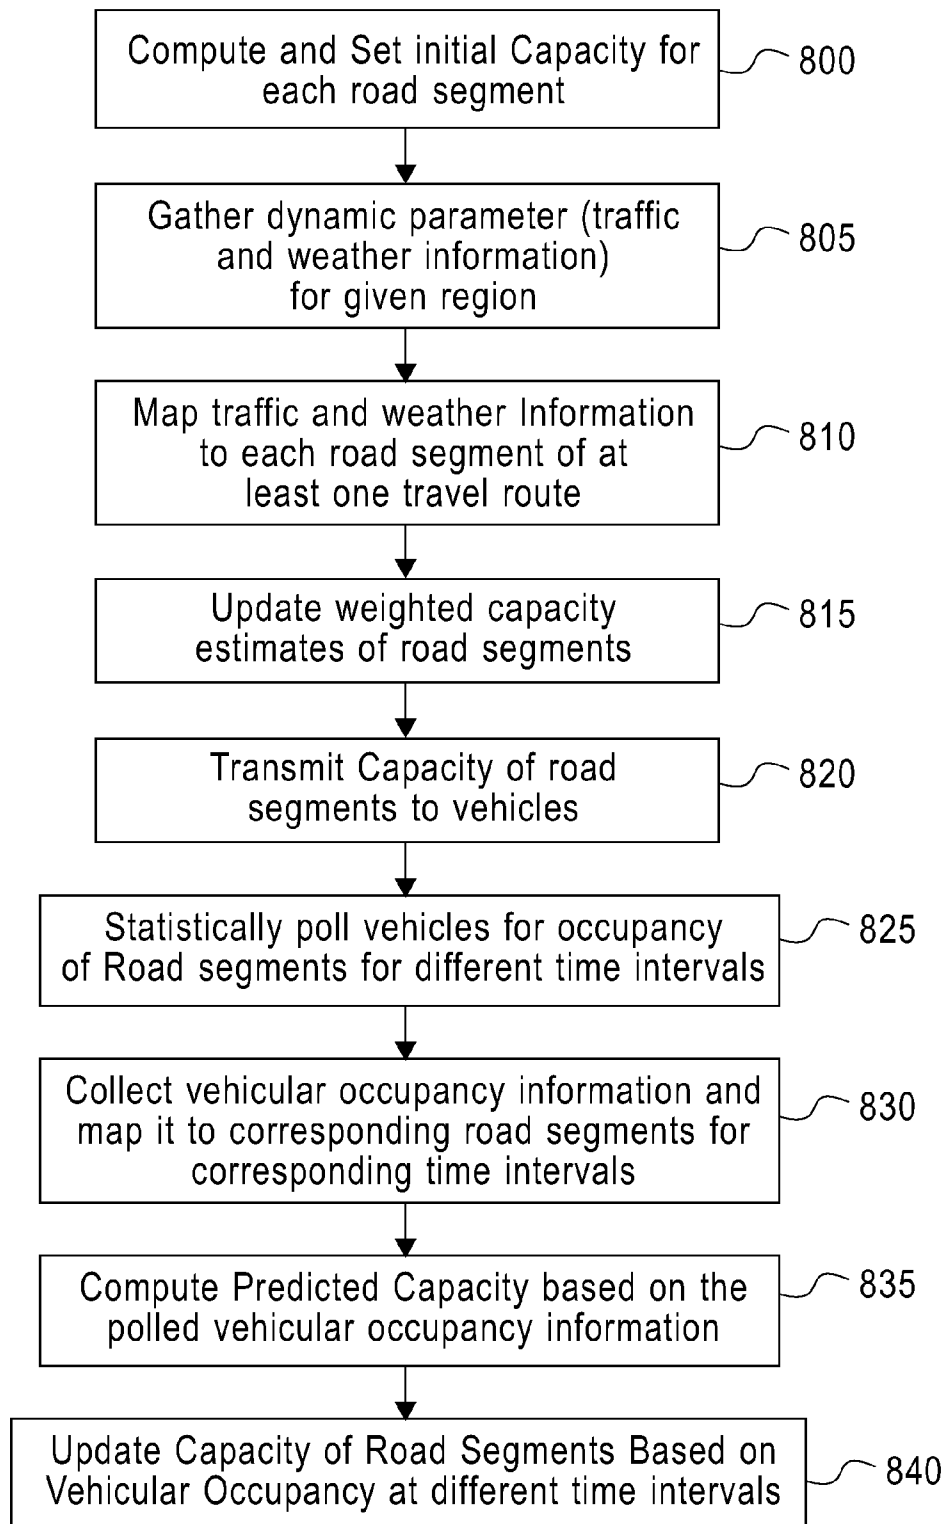 Compute and Set initial Capacity for
each road segment
800
Gather dynamic parameter (traffic
and weather information)
for given region
805
Map traffic and weather Information
to each road segment of at
least one travel route
810
Update weighted capacity
estimates of road segments
815
Transmit Capacity of road
segments to vehicles
820
Statistically poll vehicles for occupancy
of Road segments for different time intervals
825
Collect vehicular occupancy information and
map it to corresponding road segments for
corresponding time intervals
830
Compute Predicted Capacity based on the
polled vehicular occupancy information
835
Update Capacity of Road Segments Based on
Vehicular Occupancy at different time intervals
840